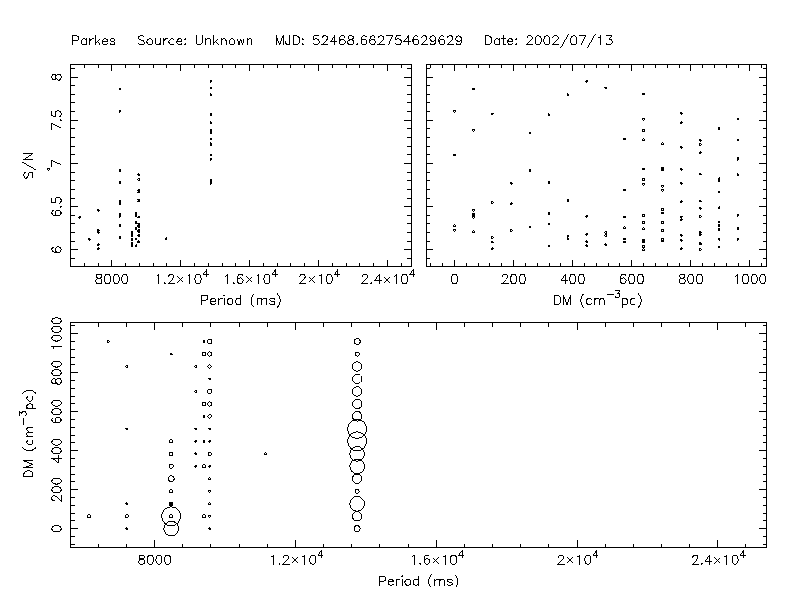 Parkes Source: Unknown MJD: 52468.662754629629 Date: 2002/07/13
8
7.5
7
6.5
6
S/N
8000 1.2×10⁴ 1.6×10⁴ 2×10⁴ 2.4×10⁴
Period (ms)
0 200 400 600 800 1000
DM (cm⁻³pc)
1000
800
600
400
200
0
DM (cm⁻³pc)
8000 1.2×10⁴ 1.6×10⁴ 2×10⁴ 2.4×10⁴
Period (ms)